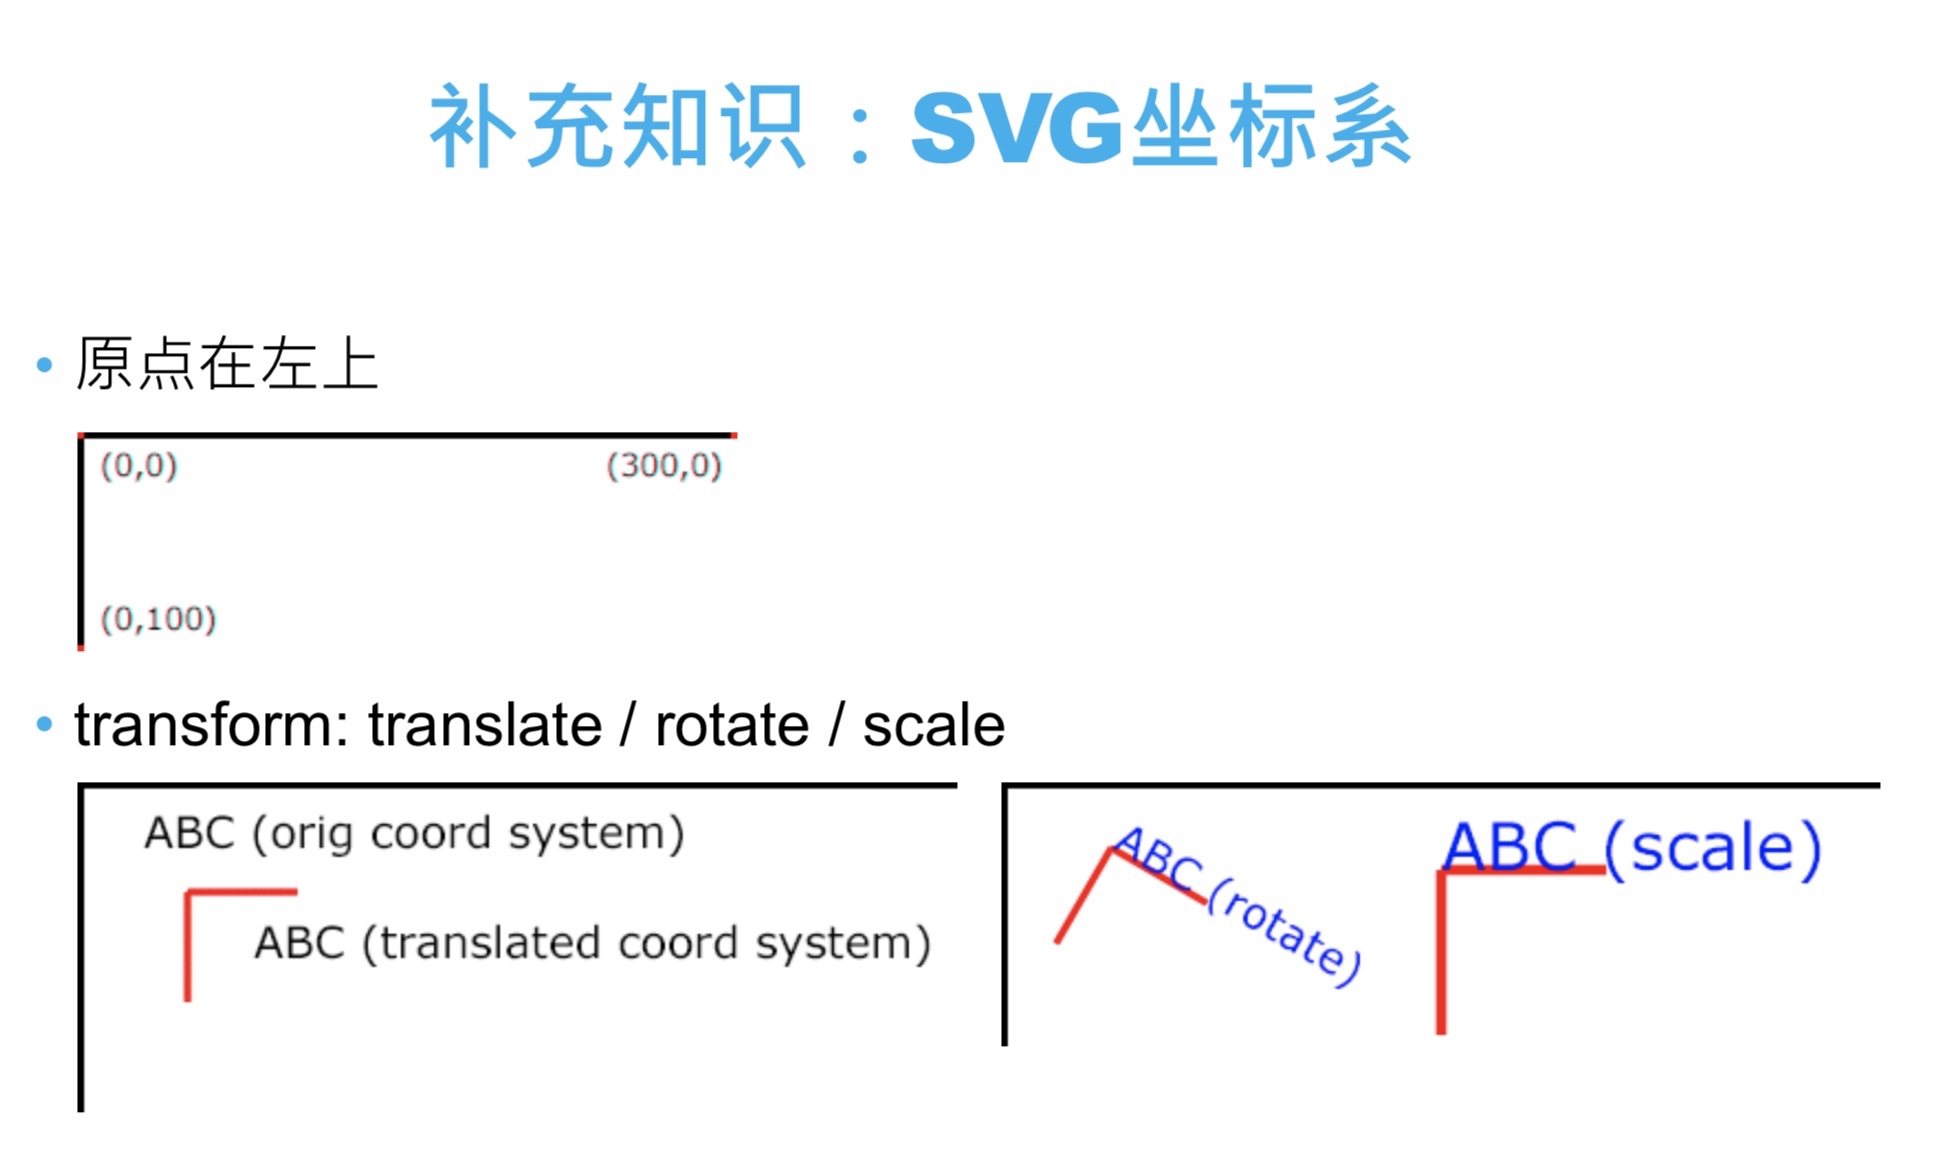 补充知识：SVG坐标系
• 原点在左上
(0,0) (300,0)
(0,100)
• transform: translate / rotate / scale
ABC (orig coord system)
ABC (translated coord system)
ABC (rotate)
ABC (scale)